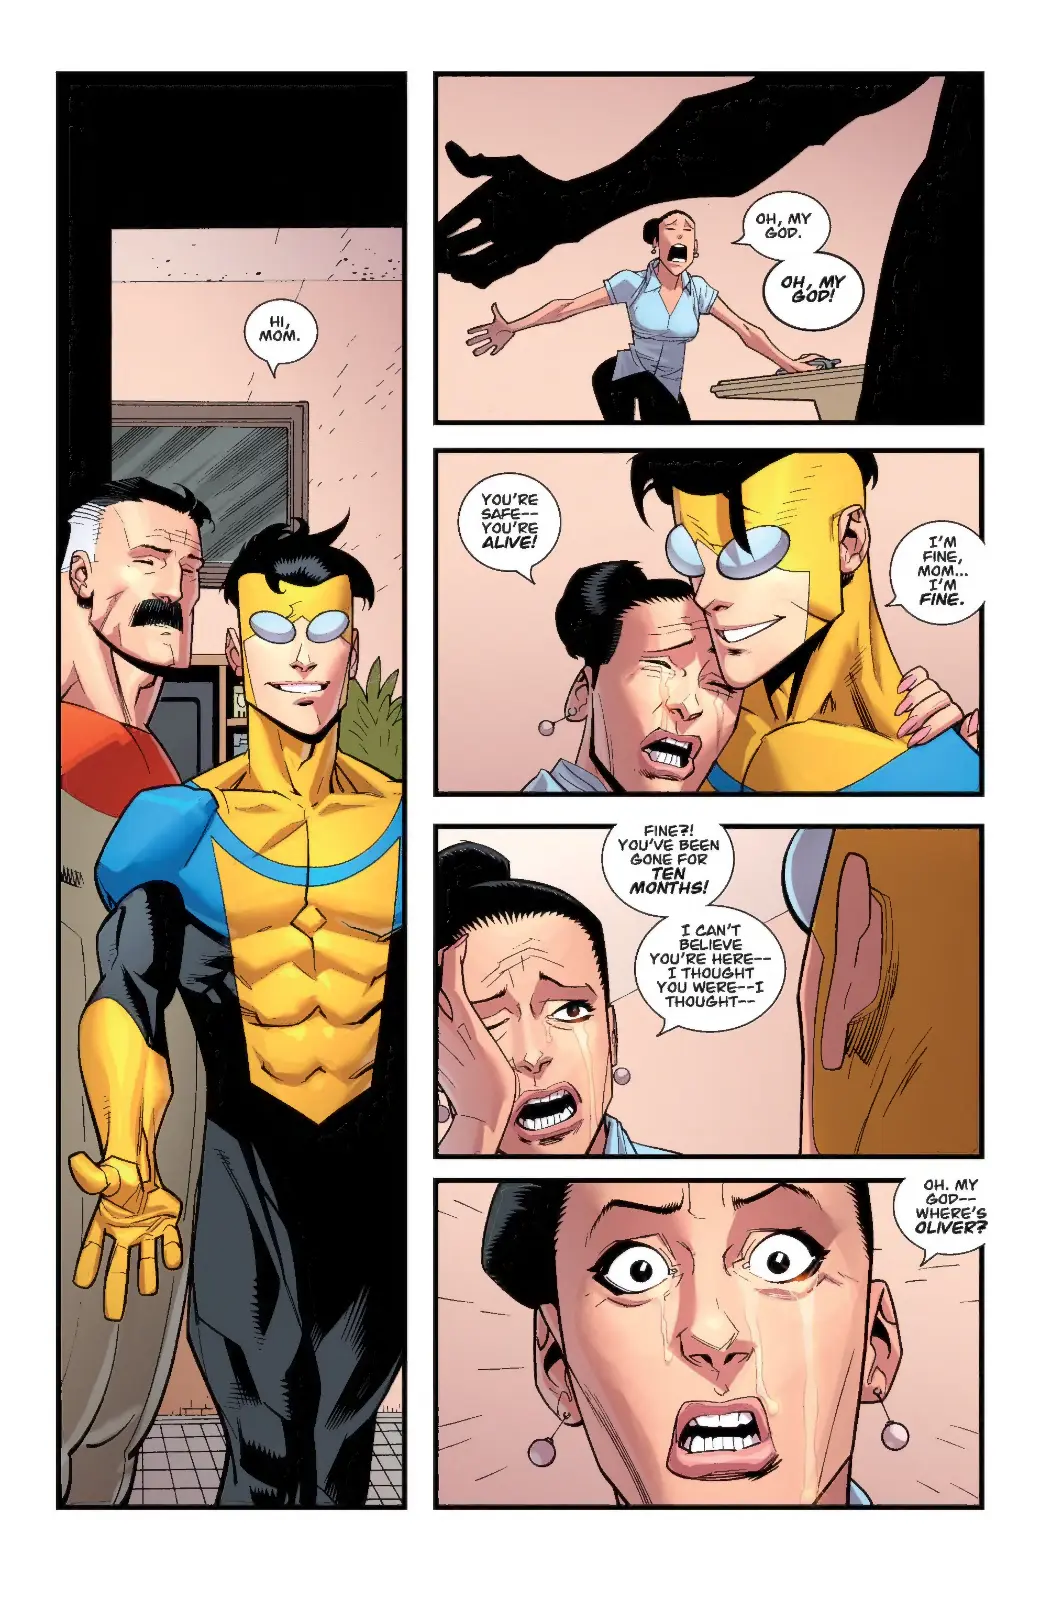 HI,
MOM.
OH, MY
GOD.
OH, MY
GOD!
YOU'RE
SAFE--
YOU'RE
ALIVE!
I'M
FINE,
MOM...
I'M
FINE.
FINE?!
YOU'VE BEEN
GONE FOR
TEN
MONTHS!
I CAN'T
BELIEVE
YOU'RE HERE--
I THOUGHT
YOU WERE--I
THOUGHT--
OH. MY
GOD--
WHERE'S
OLIVER?